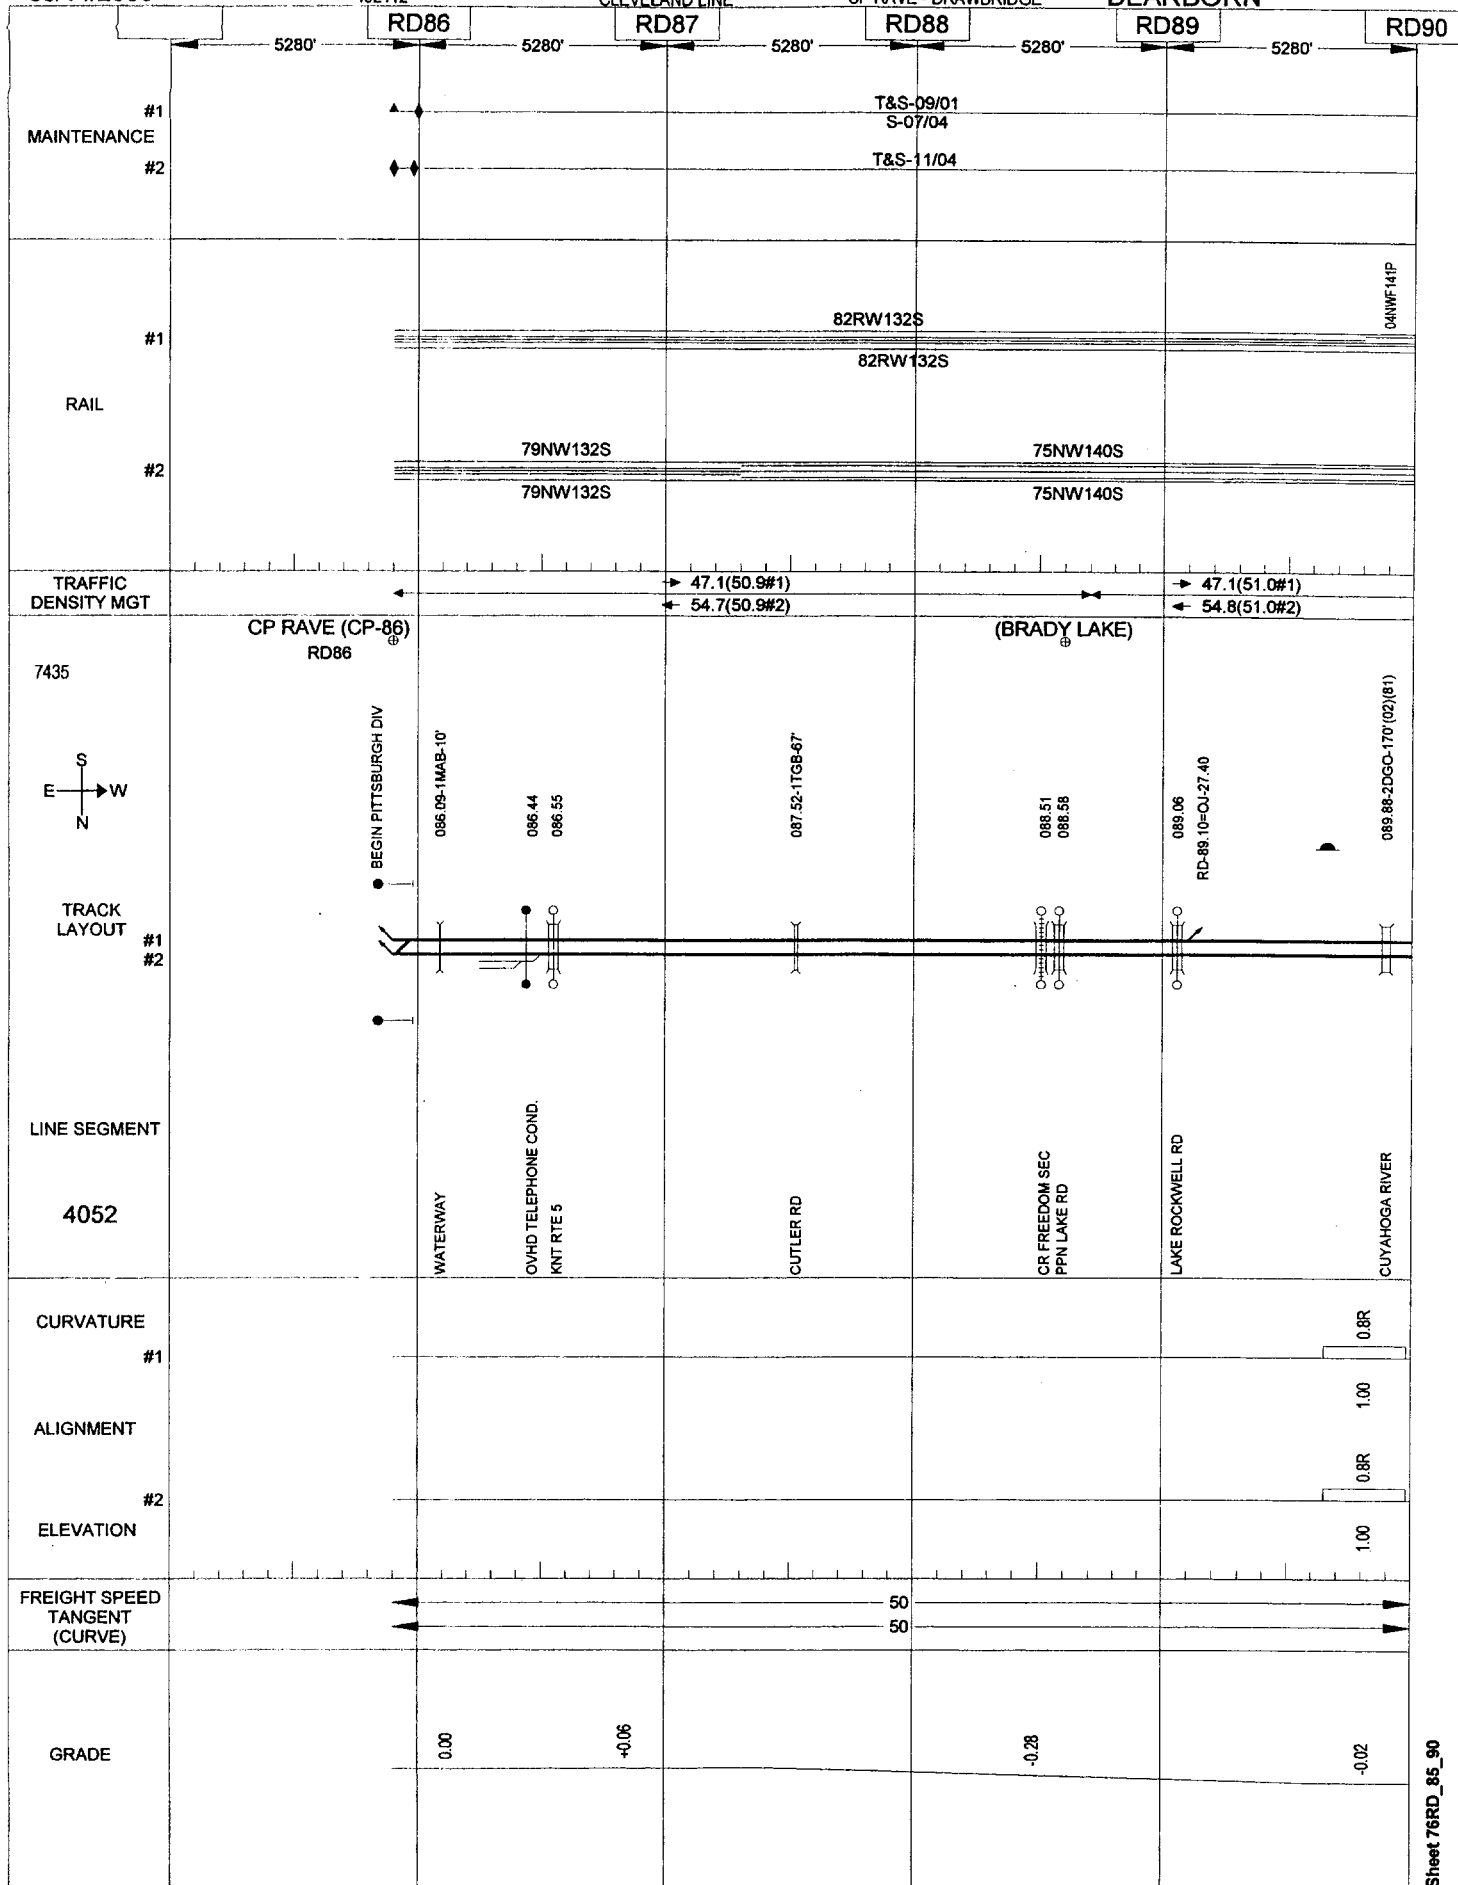 CLEVELAND LINE
DEARBORN
RD86 RD87 RD88 RD89 RD90
5280' 5280' 5280' 5280' 5280'
#1
T&S-09/01
S-07/04
MAINTENANCE
#2
T&S-11/04
04NWF141P
82RW132S
#1
82RW132S
RAIL
79NW132S 75NW140S
#2
79NW132S 75NW140S
TRAFFIC
DENSITY MGT
47.1(50.9#1) 47.1(51.0#1)
54.7(50.9#2) 54.8(51.0#2)
CP RAVE (CP-86)
RD86
(BRADY LAKE)
7435
S
E W
N
BEGIN PITTSBURGH DIV
086.09-1MAB-10'
086.44
086.55
087.52-1TGB-67'
088.51
088.58
089.06
RD-89.10=OJ-27.40
089.88-2DGO-170'(02)(81)
TRACK
LAYOUT
#1
#2
LINE SEGMENT
4052
WATERWAY
OVHD TELEPHONE COND.
KNT RTE 5
CUTLER RD
CR FREEDOM SEC
PPN LAKE RD
LAKE ROCKWELL RD
CUYAHOGA RIVER
CURVATURE
#1
0.8R
1.00
ALIGNMENT
#2
0.8R
1.00
ELEVATION
FREIGHT SPEED
TANGENT
(CURVE)
50
50
GRADE
0.00
+0.06
-0.28
-0.02
Sheet 76RD_85_90